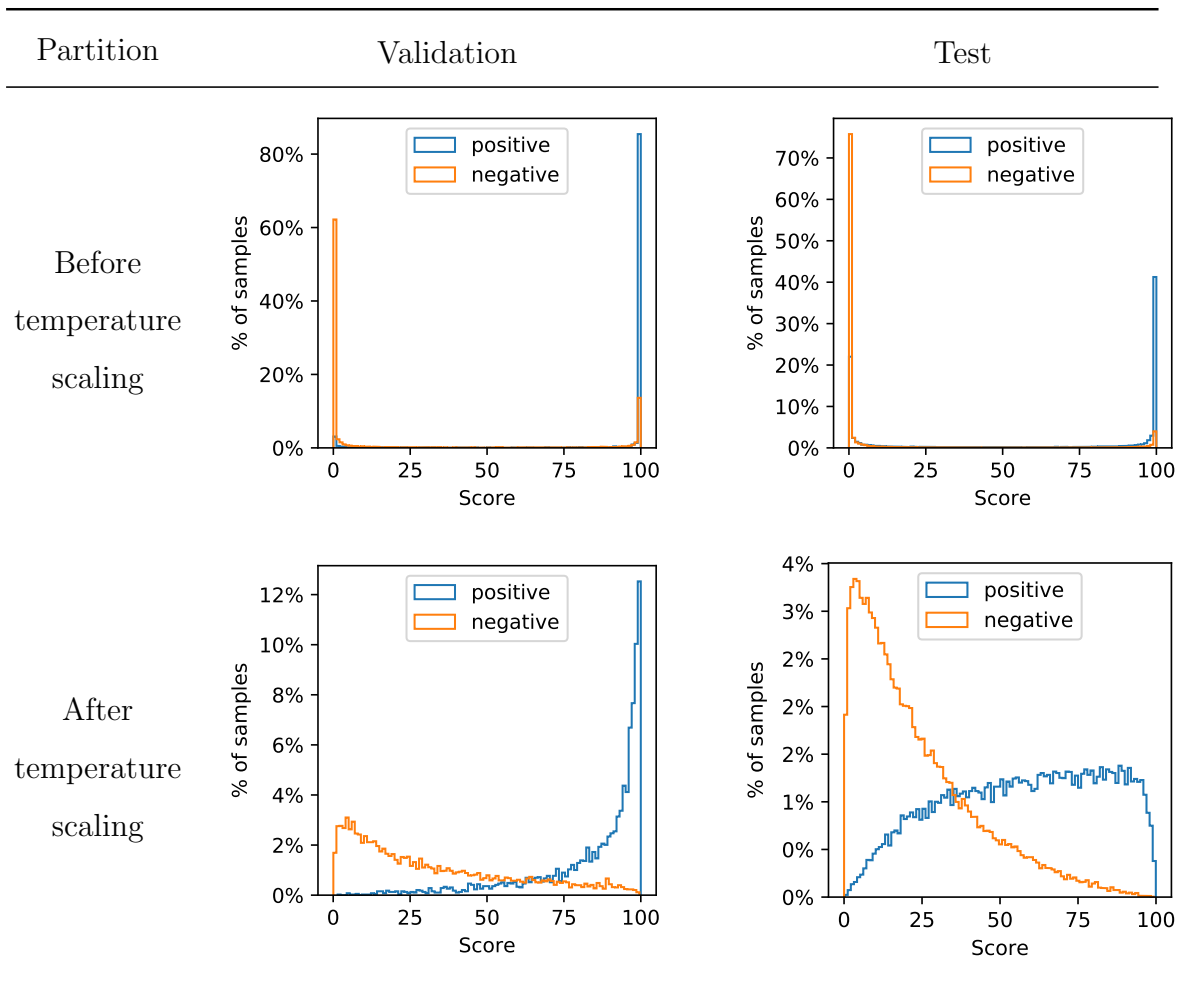 Partition Validation Test
Before
temperature
scaling
positive
negative
80%
60%
40%
20%
0%
% of samples
0 25 50 75 100
Score
positive
negative
70%
60%
50%
40%
30%
20%
10%
0%
% of samples
0 25 50 75 100
Score
After
temperature
scaling
positive
negative
12%
10%
8%
6%
4%
2%
0%
% of samples
0 25 50 75 100
Score
positive
negative
4%
3%
2%
2%
2%
1%
0%
0%
% of samples
0 25 50 75 100
Score